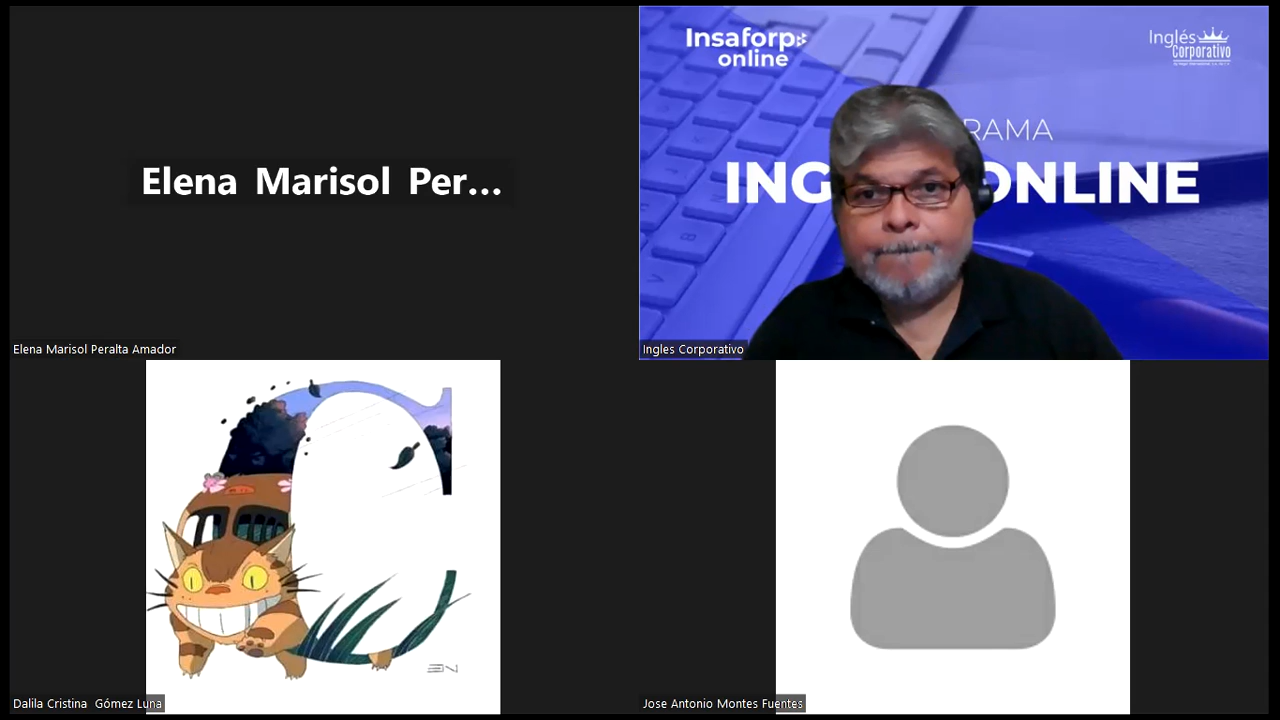 Elena Marisol Per...
Elena Marisol Peralta Amador
Insaforp
online
Inglés
Corporativo
RAMA
ING ONLINE
Ingles Corporativo
Dalila Cristina Gómez Luna
Jose Antonio Montes Fuentes